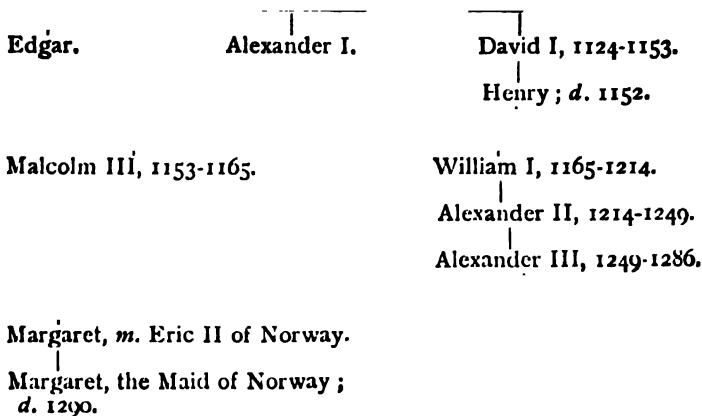 Edgar. Alexander I. David I, 1124-1153.
Henry; d. 1152.
Malcolm III, 1153-1165. William I, 1165-1214.
Alexander II, 1214-1249.
Alexander III, 1249-1286.
Margaret, m. Eric II of Norway.
Margaret, the Maid of Norway;
d. 1290.